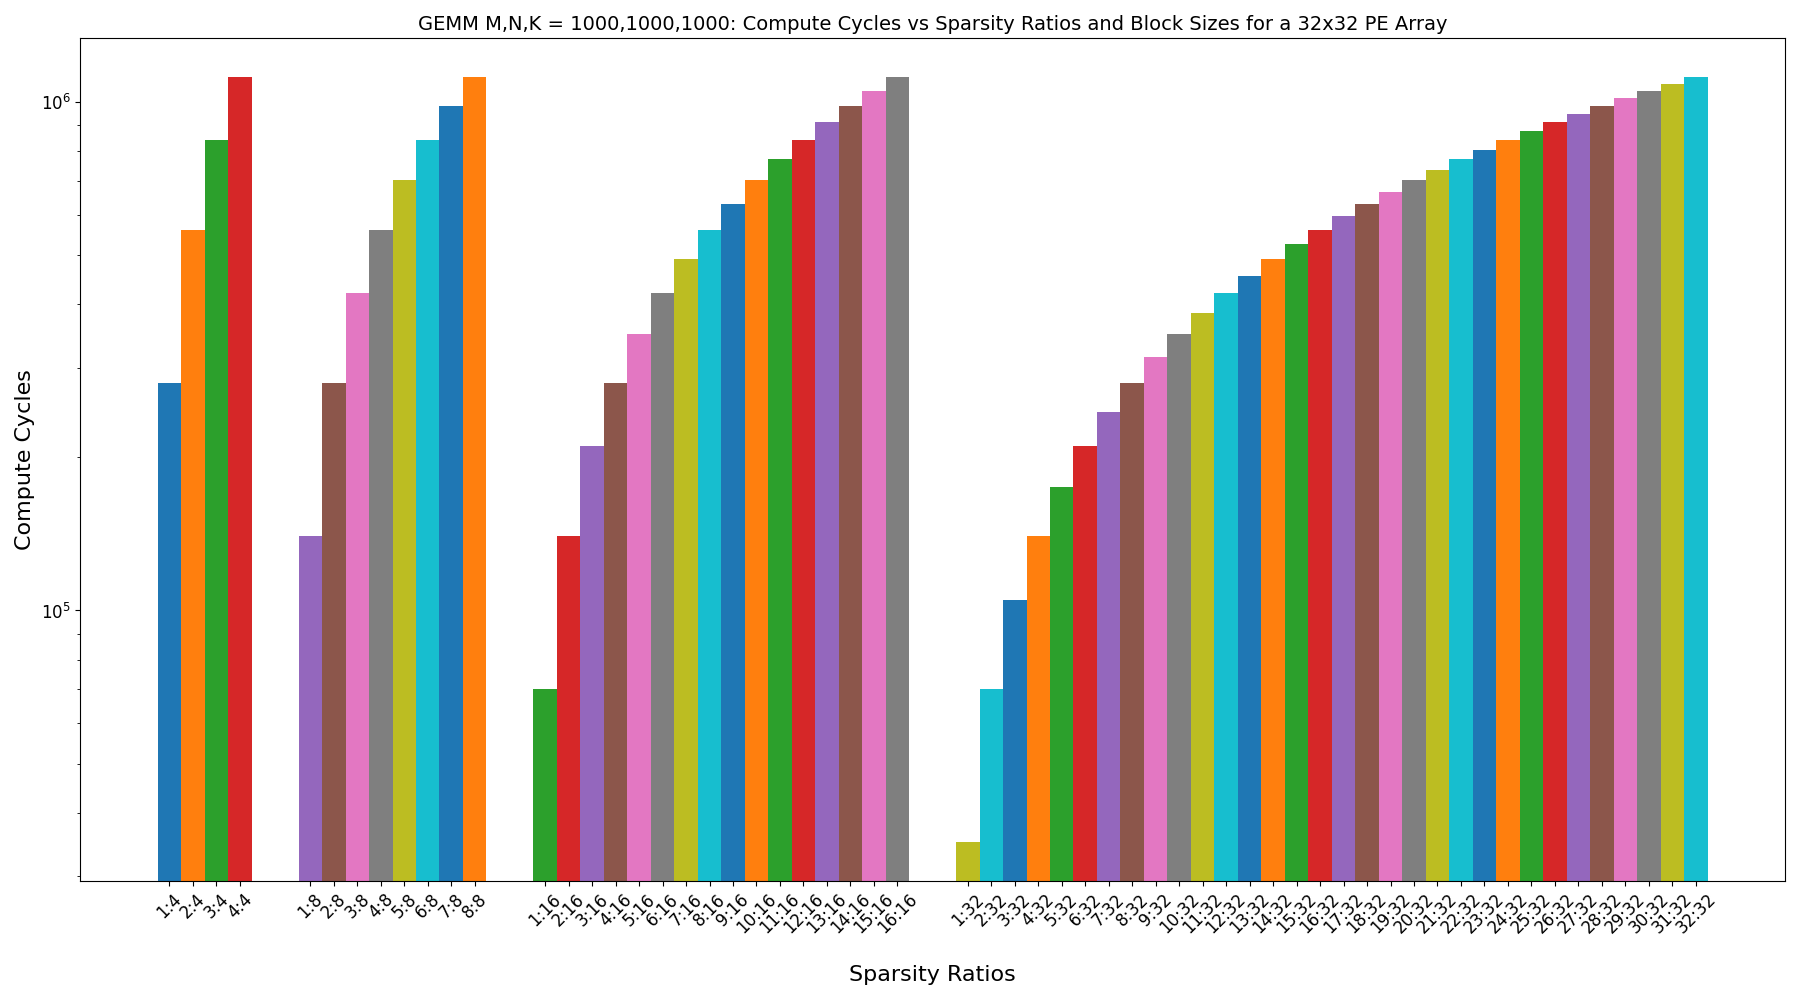 GEMM M,N,K = 1000,1000,1000: Compute Cycles vs Sparsity Ratios and Block Sizes for a 32x32 PE Array
Compute Cycles
10^6
10^5
1:4 2:4 3:4 4:4 1:8 2:8 3:8 4:8 5:8 6:8 7:8 8:8 1:16 2:16 3:16 4:16 5:16 6:16 7:16 8:16 9:16 10:16 11:16 12:16 13:16 14:16 15:16 16:16 1:32 2:32 3:32 4:32 5:32 6:32 7:32 8:32 9:32 10:32 11:32 12:32 13:32 14:32 15:32 16:32 17:32 18:32 19:32 20:32 21:32 22:32 23:32 24:32 25:32 26:32 27:32 28:32 29:32 30:32 31:32 32:32
Sparsity Ratios